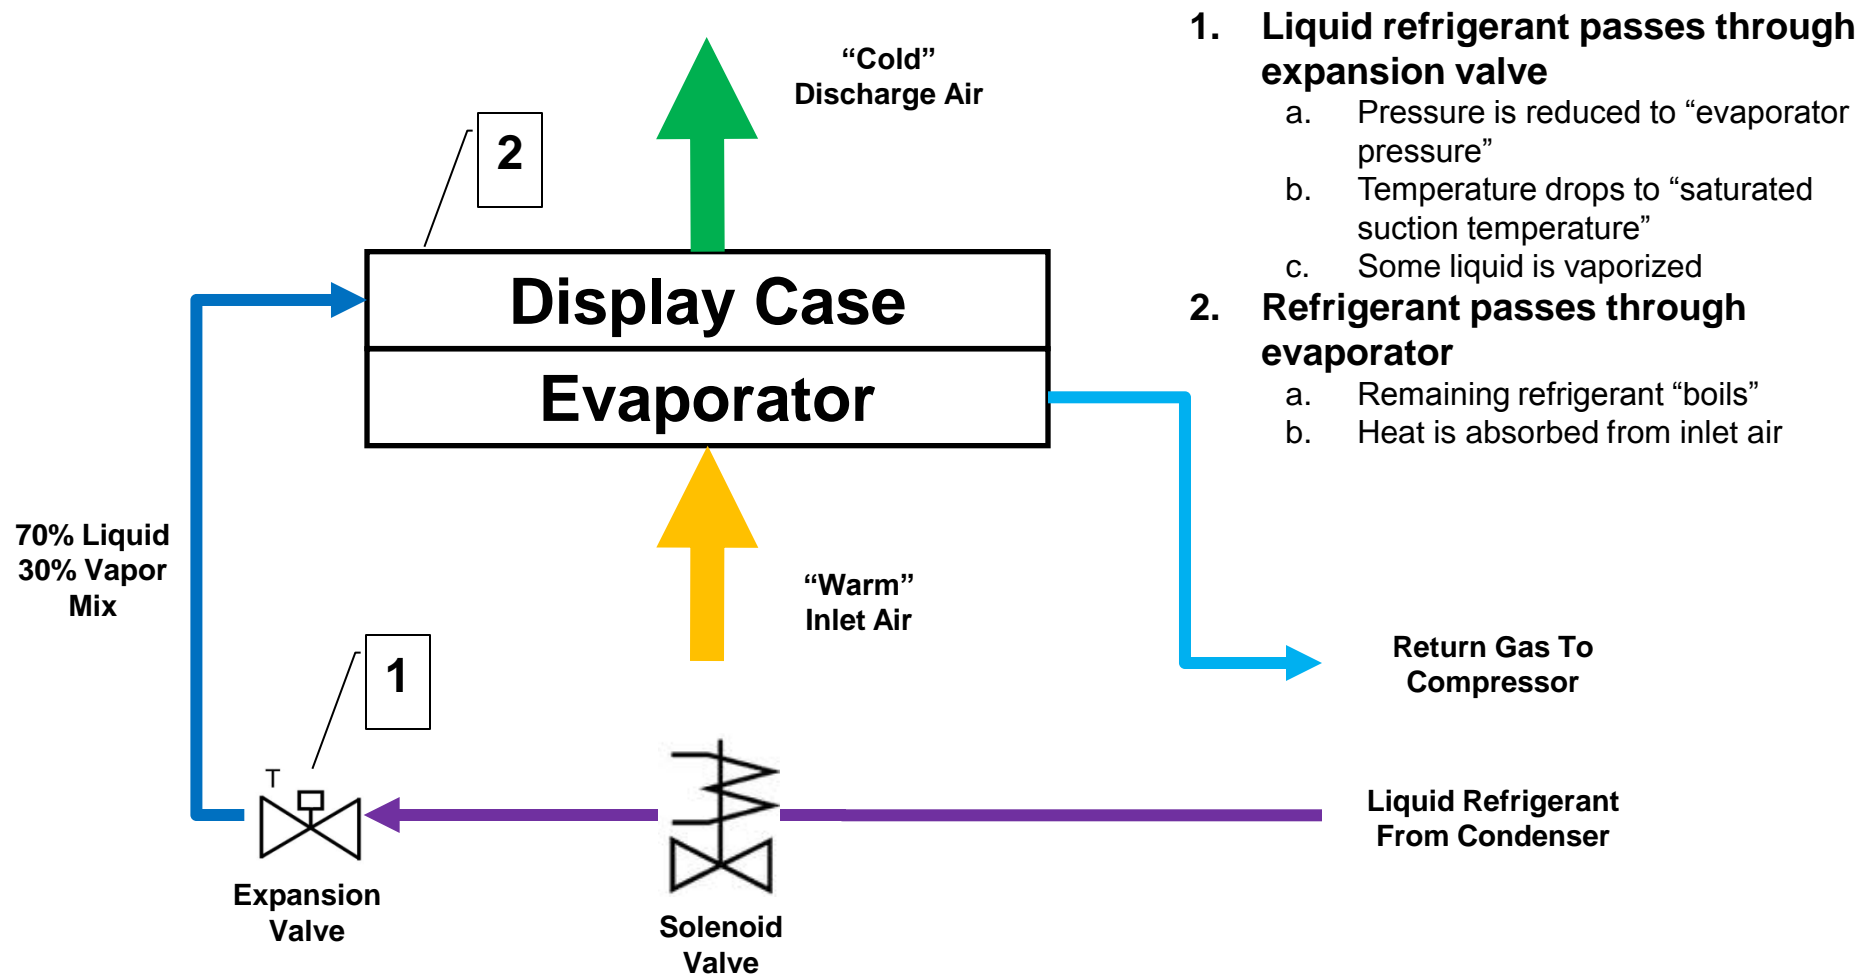 “Cold”
Discharge Air
2
Display Case
Evaporator
70% Liquid
30% Vapor
Mix
“Warm”
Inlet Air
1
T
Expansion
Valve
Solenoid
Valve
Return Gas To
Compressor
Liquid Refrigerant
From Condenser
1. Liquid refrigerant passes through
expansion valve
a. Pressure is reduced to “evaporator
pressure”
b. Temperature drops to “saturated
suction temperature”
c. Some liquid is vaporized
2. Refrigerant passes through
evaporator
a. Remaining refrigerant “boils”
b. Heat is absorbed from inlet air